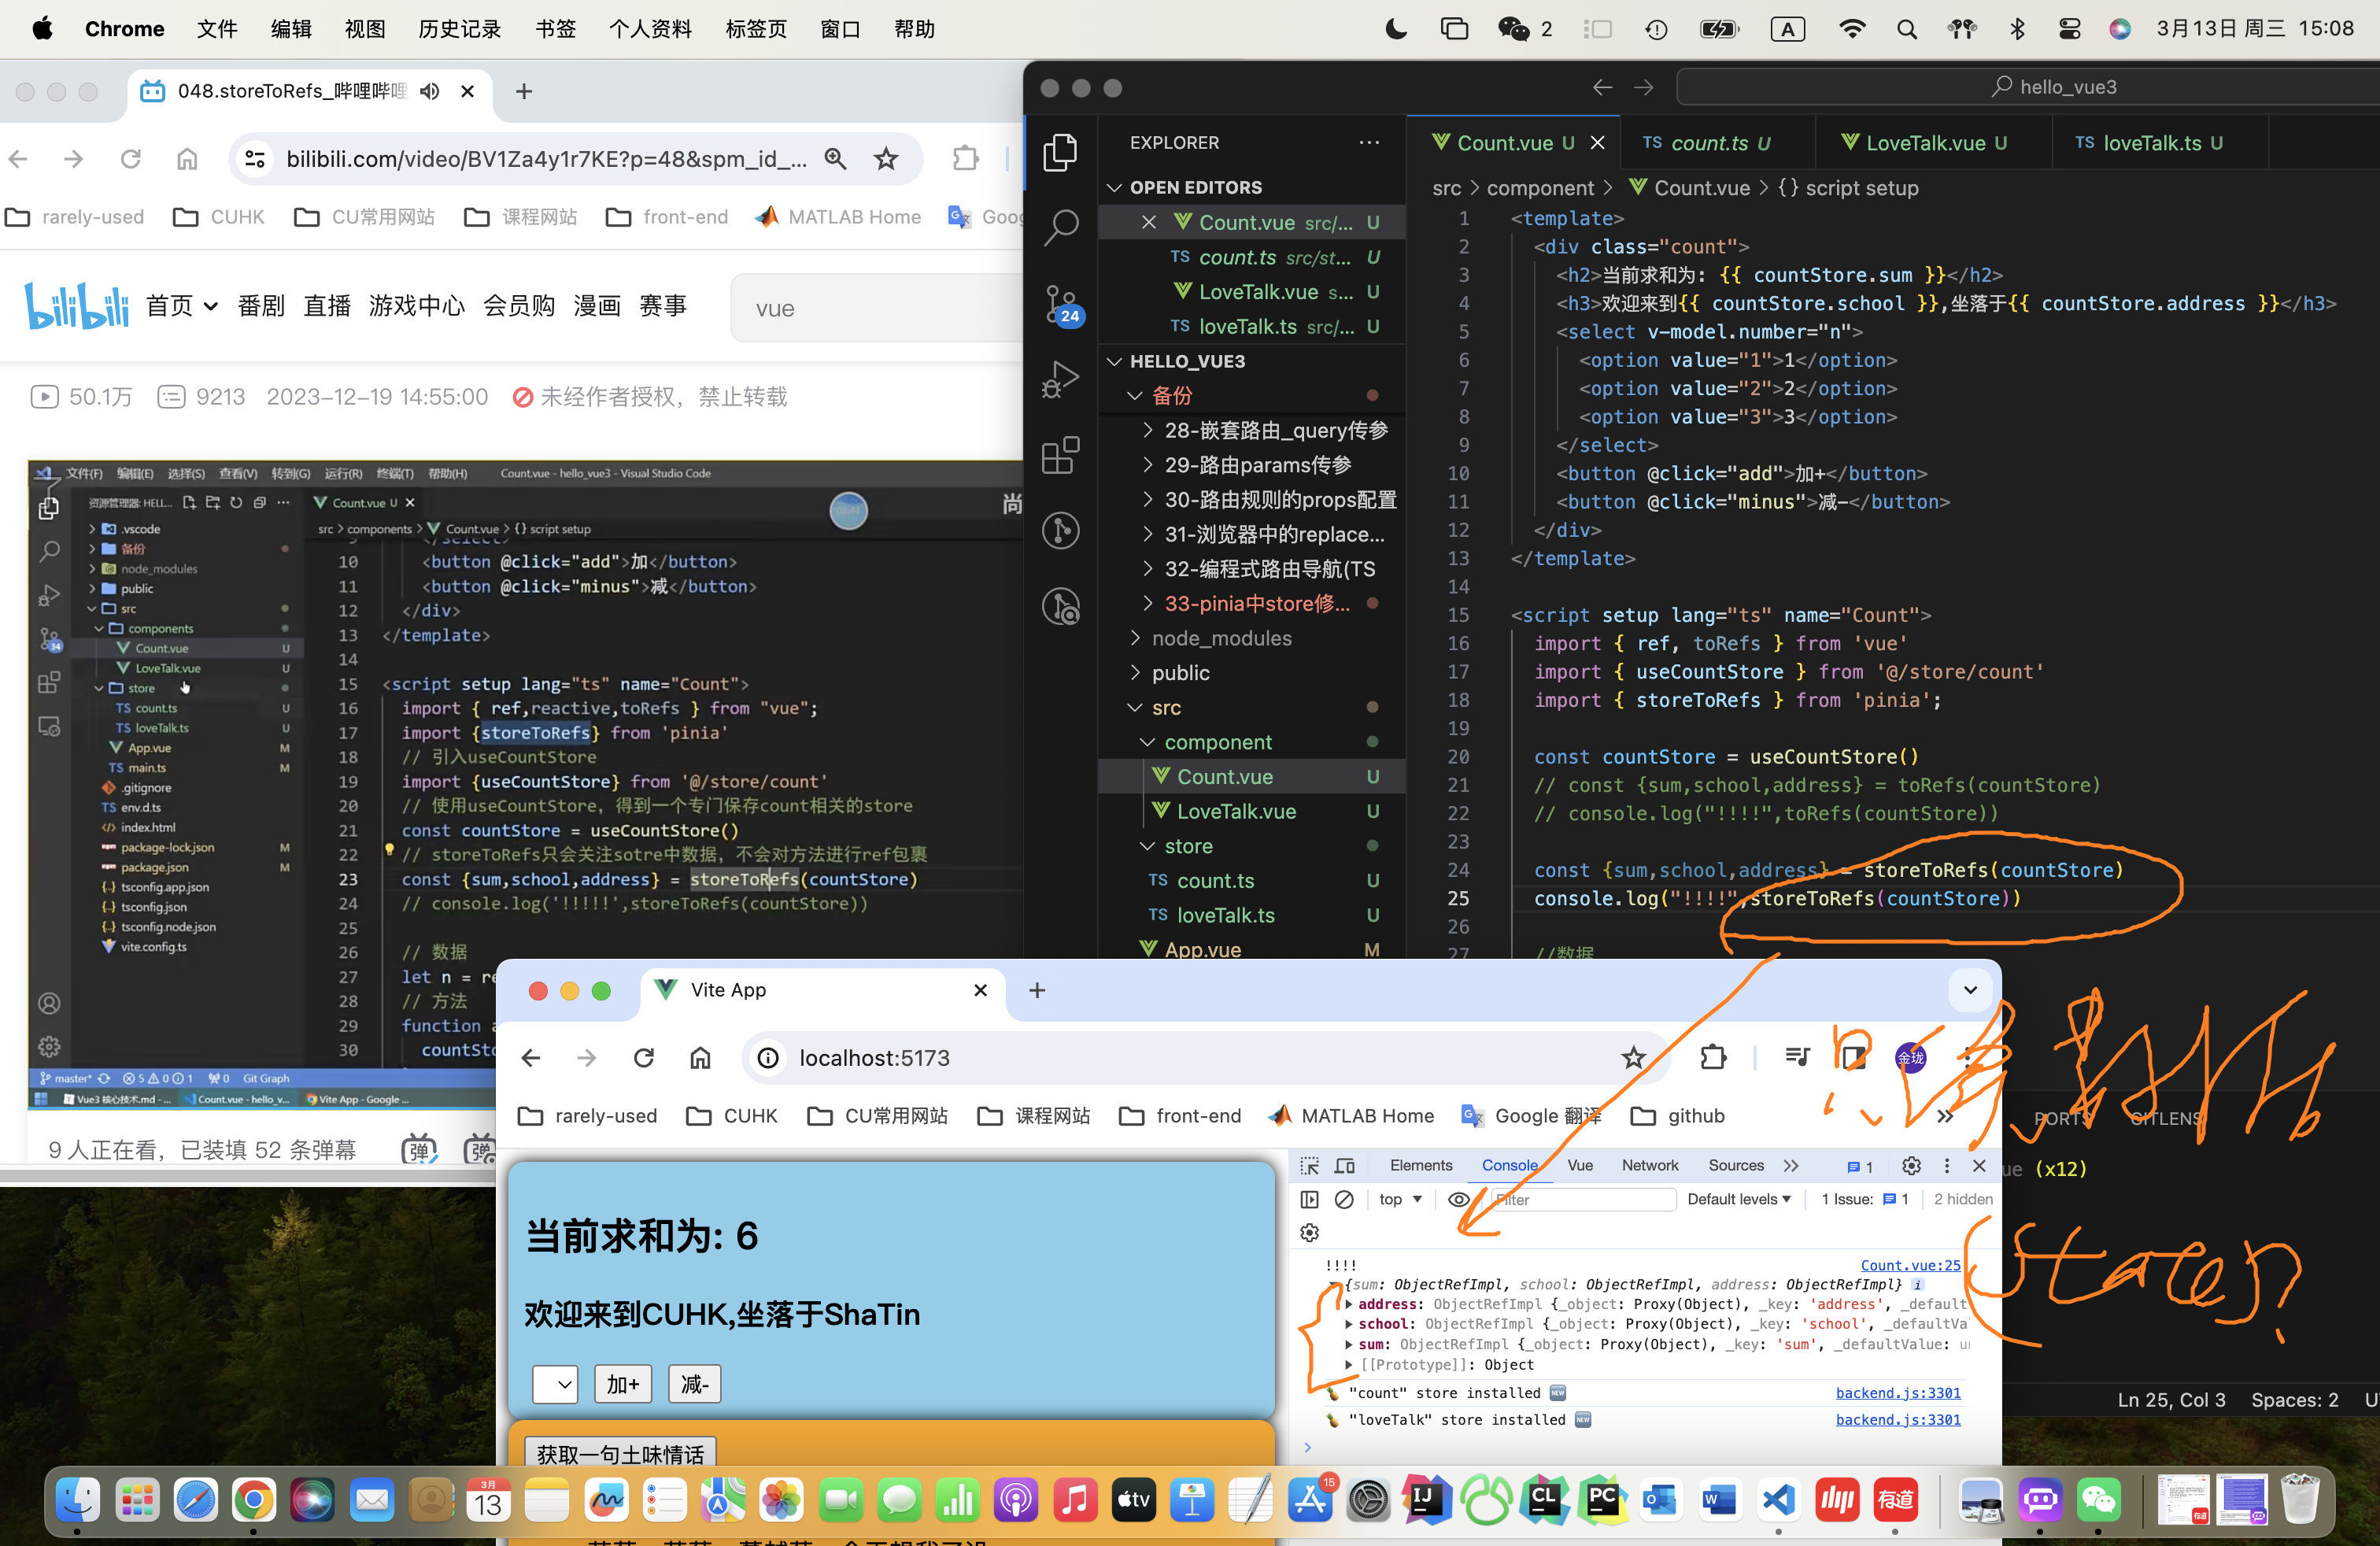 Chrome 文件 编辑 视图 历史记录 书签 个人资料 标签页 窗口 帮助
2 A 3月13日 周三 15:08
048.storeToRefs_哔哩哔哩
bilibili.com/video/BV1Za4y1r7KE?p=48&spm_id_...
rarely-used CUHK CU常用网站 课程网站 front-end MATLAB Home
bilibili 首页 番剧 直播 游戏中心 会员购 漫画 赛事
vue
50.1万 9213 2023-12-19 14:55:00 未经作者授权，禁止转载
文件(F) 编辑(E) 选择(S) 查看(V) 转到(G) 运行(R) 终端(T) 帮助(H) Count.vue - hello_vue3 - Visual Studio Code
资源管理器: HELL... Count.vue U
尚
src > components > Count.vue > {} script setup
.vscode
备份
node_modules
public
src
components
Count.vue U
LoveTalk.vue U
store
count.ts U
loveTalk.ts U
App.vue M
main.ts M
.gitignore
env.d.ts
index.html
package-lock.json M
package.json M
tsconfig.app.json
tsconfig.json
tsconfig.node.json
vite.config.ts
34
10 <button @click="add">加</button>
11 <button @click="minus">减</button>
12 </div>
13 </template>
14
15 <script setup lang="ts" name="Count">
16 import { ref,reactive,toRefs } from "vue";
17 import {storeToRefs} from 'pinia'
18 // 引入useCountStore
19 import {useCountStore} from '@/store/count'
20 // 使用useCountStore，得到一个专门保存count相关的store
21 const countStore = useCountStore()
22 // storeToRefs只会关注sotre中数据，不会对方法进行ref包裹
23 const {sum,school,address} = storeToRefs(countStore)
24 // console.log('!!!!!',storeToRefs(countStore))
25
26 // 数据
27 let n =
28 // 方法
29 function
30
master* 5 0 1 0 Git Graph
Vue3 核心技术.md - ... Count.vue - hello_v... Vite App - Google ...
9 人正在看，已装填 52 条弹幕
hello_vue3
EXPLORER ...
OPEN EDITORS
Count.vue src/... U
count.ts src/st... U
LoveTalk.vue s... U
loveTalk.ts src/... U
HELLO_VUE3
备份
28-嵌套路由_query传参
29-路由params传参
30-路由规则的props配置
31-浏览器中的replace...
32-编程式路由导航(TS
33-pinia中store修...
node_modules
public
src
component
Count.vue U
LoveTalk.vue U
store
count.ts U
loveTalk.ts U
App.vue M
24
Count.vue U count.ts U LoveTalk.vue U loveTalk.ts U
src > component > Count.vue > {} script setup
1 <template>
2 <div class="count">
3 <h2>当前求和为: {{ countStore.sum }}</h2>
4 <h3>欢迎来到{{ countStore.school }},坐落于{{ countStore.address }}</h3>
5 <select v-model.number="n">
6 <option value="1">1</option>
7 <option value="2">2</option>
8 <option value="3">3</option>
9 </select>
10 <button @click="add">加+</button>
11 <button @click="minus">减-</button>
12 </div>
13 </template>
14
15 <script setup lang="ts" name="Count">
16 import { ref, toRefs } from 'vue'
17 import { useCountStore } from '@/store/count'
18 import { storeToRefs } from 'pinia';
19
20 const countStore = useCountStore()
21 // const {sum,school,address} = toRefs(countStore)
22 // console.log("!!!!",toRefs(countStore))
23
24 const {sum,school,address} = storeToRefs(countStore)
25 console.log("!!!!",storeToRefs(countStore))
26
27 //数据
PORTS GITLENS
(x12)
Ln 25, Col 3 Spaces: 2
Vite App
localhost:5173
金珑
rarely-used CUHK CU常用网站 课程网站 front-end MATLAB Home Google 翻译 github
当前求和为: 6
欢迎来到CUHK,坐落于ShaTin
加+ 减-
获取一句土味情话
Elements Console Vue Network Sources 1
top Filter Default levels 1 Issue: 1 2 hidden
!!!! Count.vue:25
{sum: ObjectRefImpl, school: ObjectRefImpl, address: ObjectRefImpl}
address: ObjectRefImpl {_object: Proxy(Object), _key: 'address', _default
school: ObjectRefImpl {_object: Proxy(Object), _key: 'school', _defaultVa
sum: ObjectRefImpl {_object: Proxy(Object), _key: 'sum', _defaultValue: u
[[Prototype]]: Object
"count" store installed NEW backend.js:3301
"loveTalk" store installed NEW backend.js:3301
3月
13
15
tv IJ CL PC W 有道